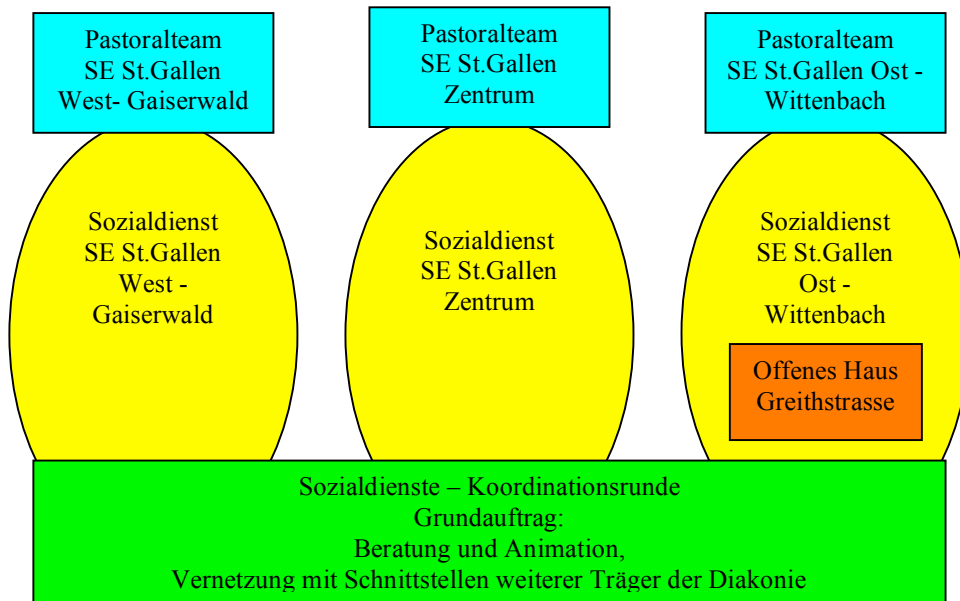 Pastoralteam
SE St.Gallen
West- Gaiserwald
Pastoralteam
SE St.Gallen
Zentrum
Pastoralteam
SE St.Gallen Ost -
Wittenbach
Sozialdienst
SE St.Gallen
West -
Gaiserwald
Sozialdienst
SE St.Gallen
Zentrum
Sozialdienst
SE St.Gallen
Ost -
Wittenbach
Offenes Haus
Greithstrasse
Sozialdienste – Koordinationsrunde
Grundauftrag:
Beratung und Animation,
Vernetzung mit Schnittstellen weiterer Träger der Diakonie